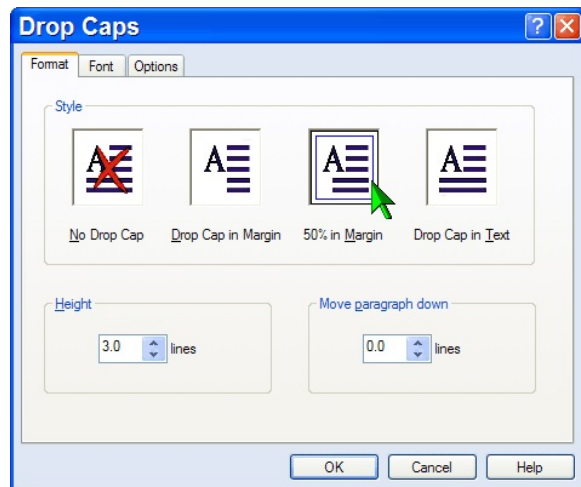 Drop Caps
Format Font Options
Style
A A A A
No Drop Cap Drop Cap in Margin 50% in Margin Drop Cap in Text
Height Move paragraph down
3.0 lines 0.0 lines
OK Cancel Help